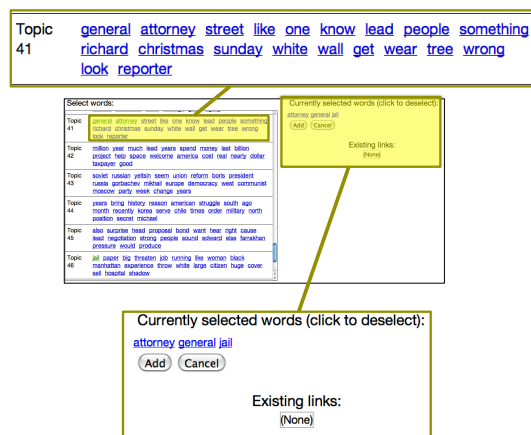 Topic 41 general attorney street like one know lead people something
richard christmas sunday white wall get wear tree wrong
look reporter
Select words:
Topic 41 general attorney street like one know lead people something
richard christmas sunday white wall get wear tree wrong
look reporter
Topic 42 million year much lead years spend money last billion
project help space welcome america cost real nearly dollar
taxpayer good
Topic 43 soviet russian yeltsin seem union reform boris president
russia gorbachev mikhail europe democracy west communist
moscow party week change years
Topic 44 years bring history reason american struggle south ago
month recently korea serve chile times order military north
position secret michael
Topic 45 also surprise head proposal bond want hear right cause
lead negotiation strong people sound edward else farrakhan
pressure would produce
Topic 46 jail paper big threaten job running like woman black
manhattan experience throw white large citizen huge cover
sell hospital shadow
Currently selected words (click to deselect):
attorney general jail
Add Cancel
Existing links:
(None)
Currently selected words (click to deselect):
attorney general jail
Add Cancel
Existing links:
(None)